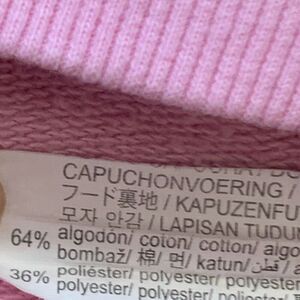 CAPUCHONVOERING /
フード裏地 / KAPUZENFU
모자 안감 / LAPISAN TUDUN
64% algodón/ coton/ cotton/ algo
bombaž/ 棉/ 면/ katun/ قطن/
36% poliéster/ polyester/ polyester/
polyester/ polyester/